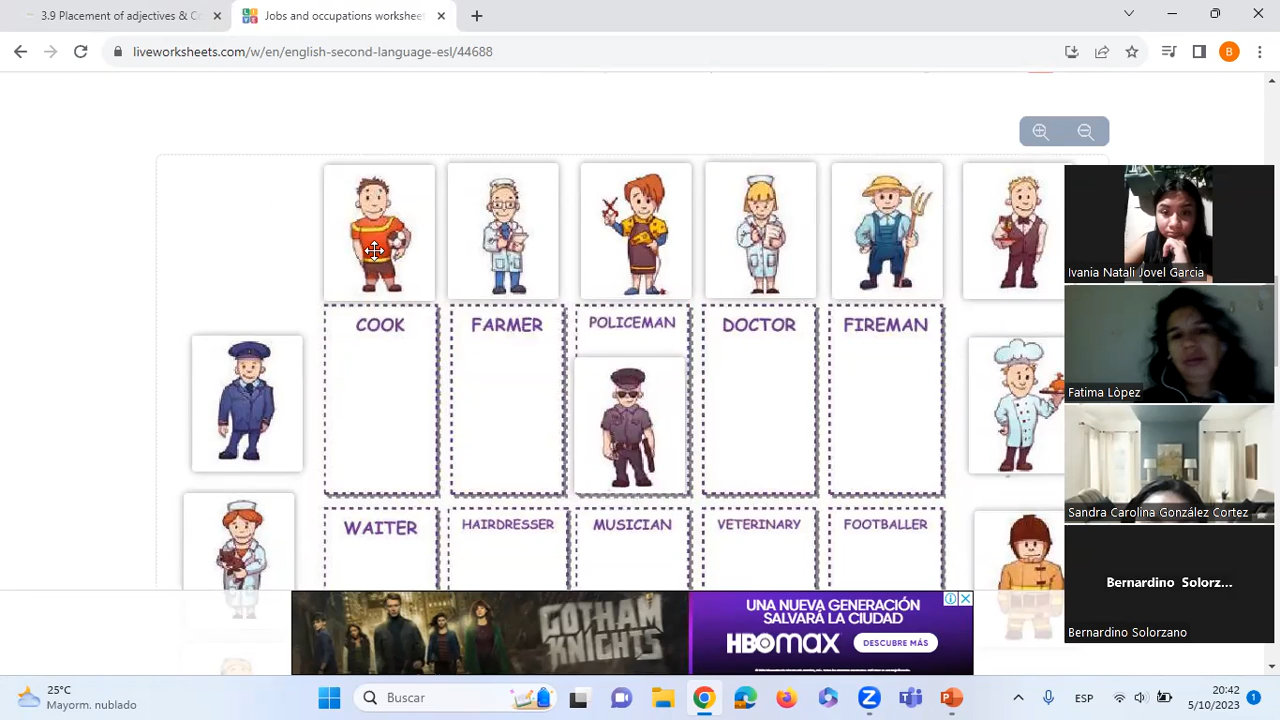 3.9 Placement of adjectives & C
Jobs and occupations workshee
liveworksheets.com/w/en/english-second-language-esl/44688
B
COOK FARMER POLICEMAN DOCTOR FIREMAN
WAITER HAIRDRESSER MUSICIAN VETERINARY FOOTBALLER
Ivania Natali Jovel Garcia
Fatima Lòpez
Sandra Carolina González Cortez
Bernardino Solorz...
Bernardino Solorzano
GOTHAM
KNIGHTS
UNA NUEVA GENERACIÓN
SALVARÁ LA CIUDAD
HBOMAX
DESCUBRE MÁS
25°C
Mayorm. nublado
Buscar
ESP
20:42
5/10/2023
1